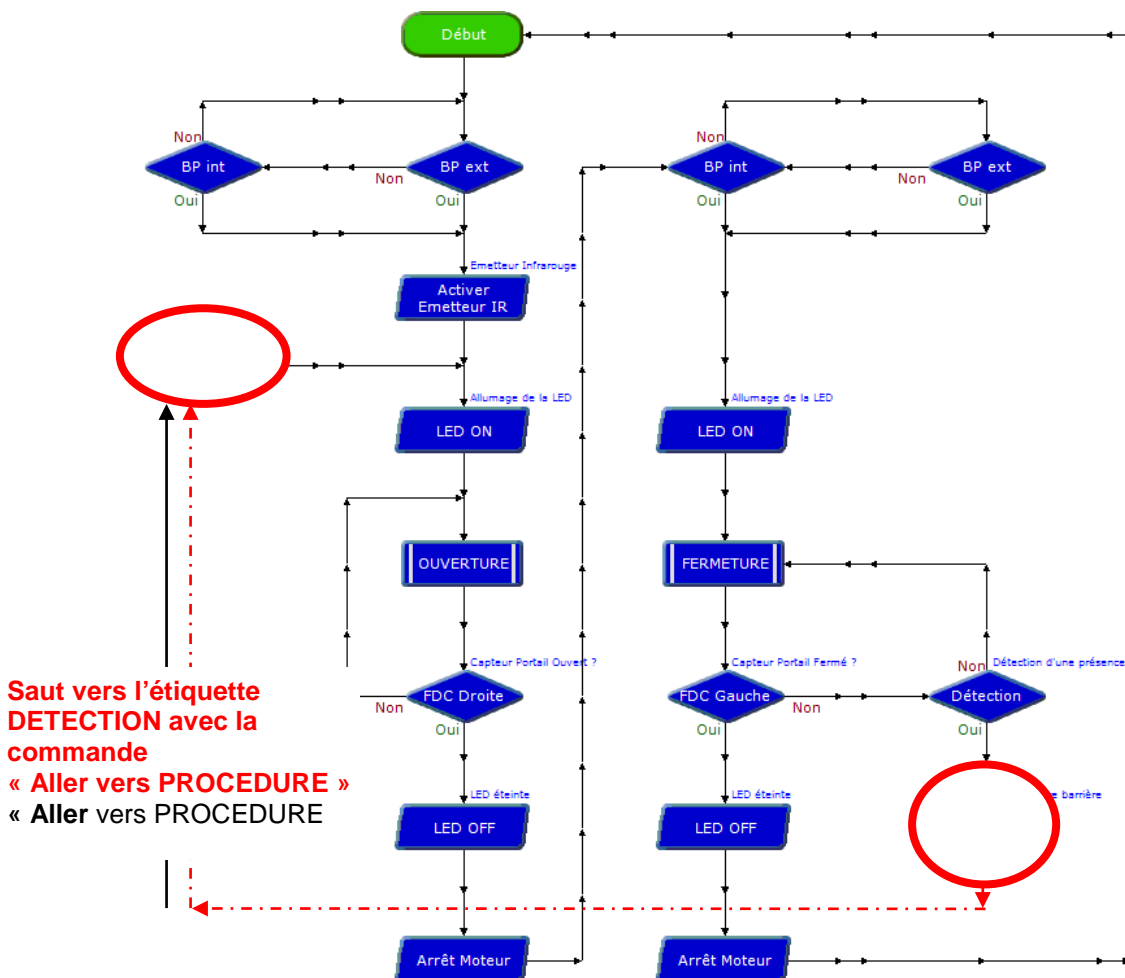 Début
Non
BP int
Oui
Non
BP ext
Oui
Non
BP int
Oui
Non
BP ext
Oui
Emetteur Infrarouge
Activer
Emetteur IR
Allumage de la LED
LED ON
Allumage de la LED
LED ON
OUVERTURE
FERMETURE
Capteur Portail Ouvert ?
FDC Droite
Non
Oui
Capteur Portail Fermé ?
FDC Gauche
Non
Oui
Non
Détection d'une présence
Détection
Oui
Saut vers l'étiquette
DETECTION avec la
commande
« Aller vers PROCEDURE »
« Aller vers PROCEDURE
LED éteinte
LED OFF
LED éteinte
LED OFF
e barrière
Arrêt Moteur
Arrêt Moteur